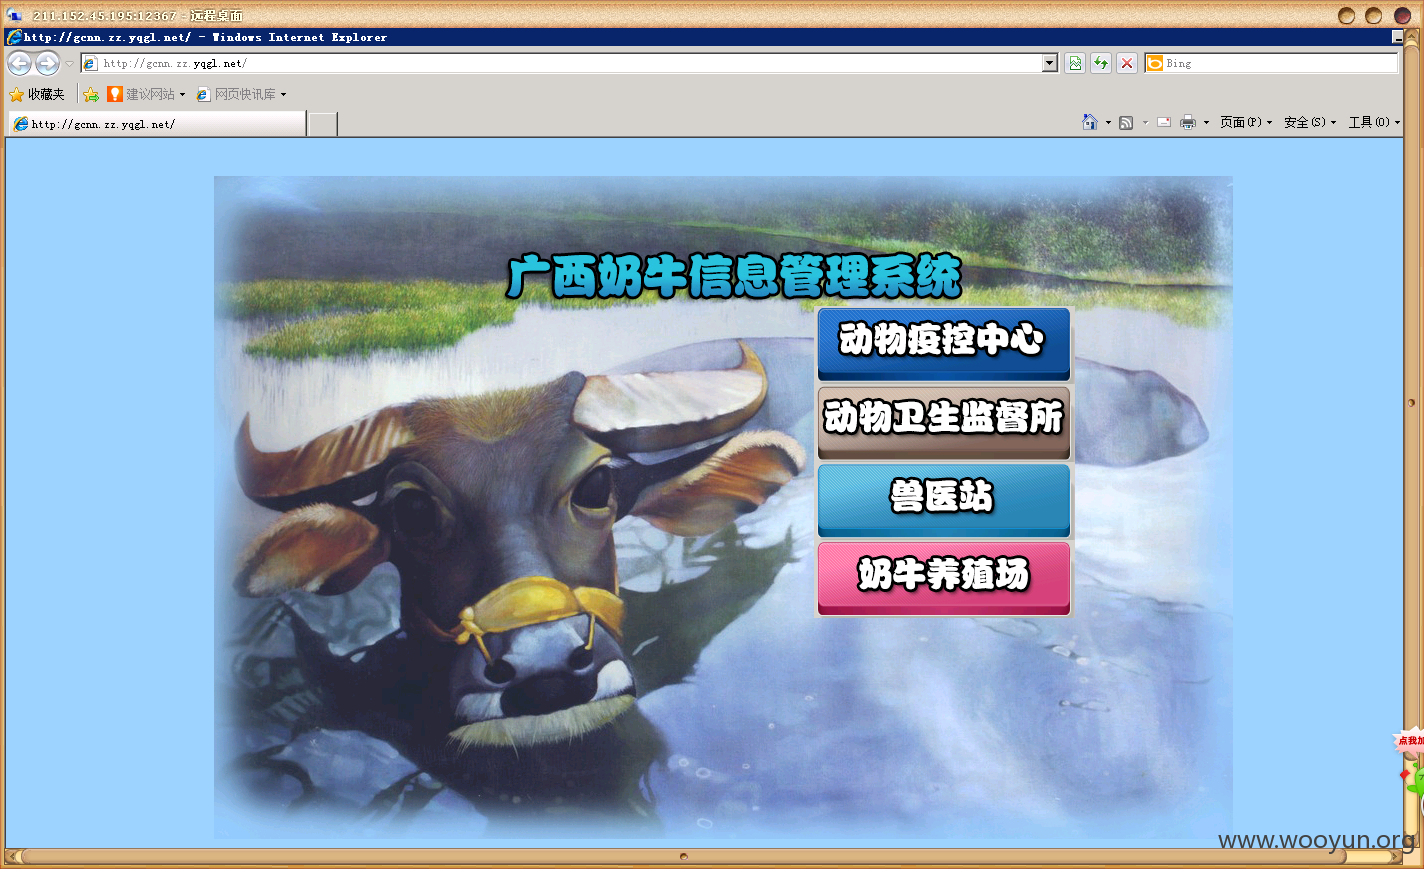 211.152.45.195:12367 - 远程桌面
http://gcnn.zz.yqgl.net/ - Windows Internet Explorer
http://gcnn.zz.yqgl.net/
Bing
收藏夹 建议网站 网页快讯库
http://gcnn.zz.yqgl.net/
页面(P) 安全(S) 工具(O)
广西奶牛信息管理系统
动物疫控中心
动物卫生监督所
兽医站
奶牛养殖场
点我加
www.wooyun.org